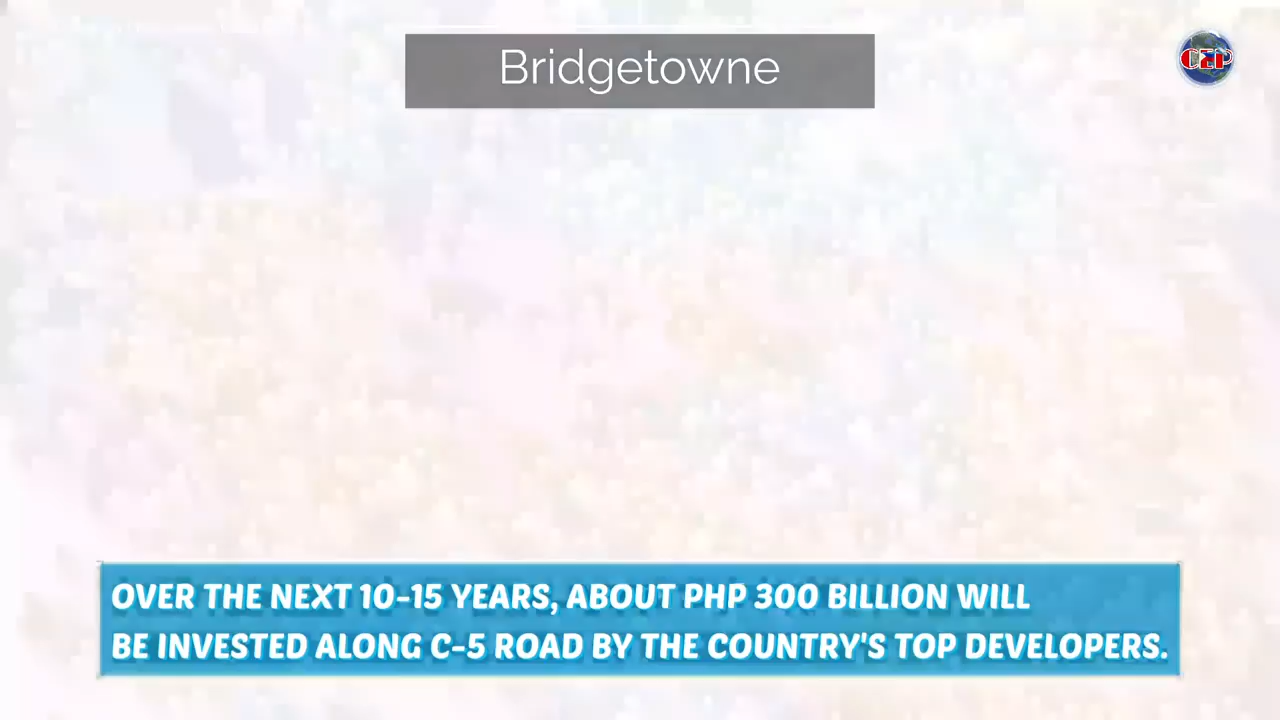 Bridgetowne
CEP
OVER THE NEXT 10-15 YEARS, ABOUT PHP 300 BILLION WILL
BE INVESTED ALONG C-5 ROAD BY THE COUNTRY'S TOP DEVELOPERS.